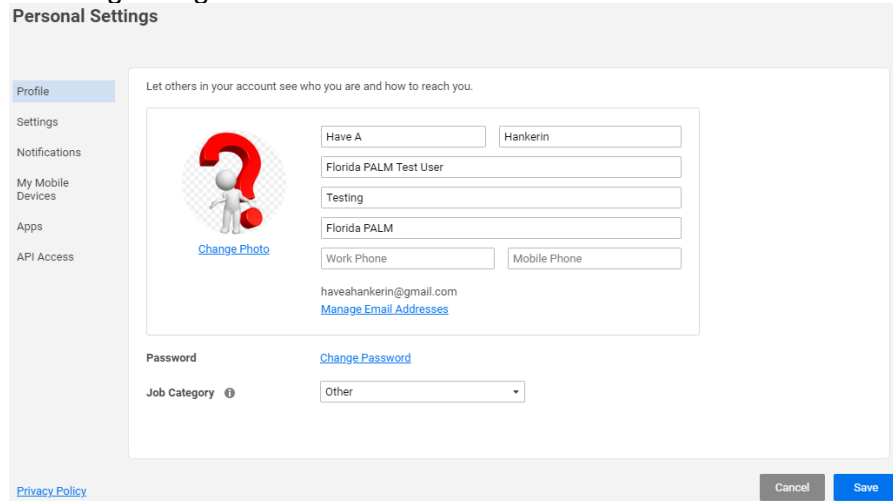 Personal Settings
Profile
Settings
Notifications
My Mobile
Devices
Apps
API Access
Let others in your account see who you are and how to reach you.
Change Photo
Have A
Hankerin
Florida PALM Test User
Testing
Florida PALM
Work Phone
Mobile Phone
haveahankerin@gmail.com
Manage Email Addresses
Password
Change Password
Job Category
Other
Privacy Policy
Cancel
Save